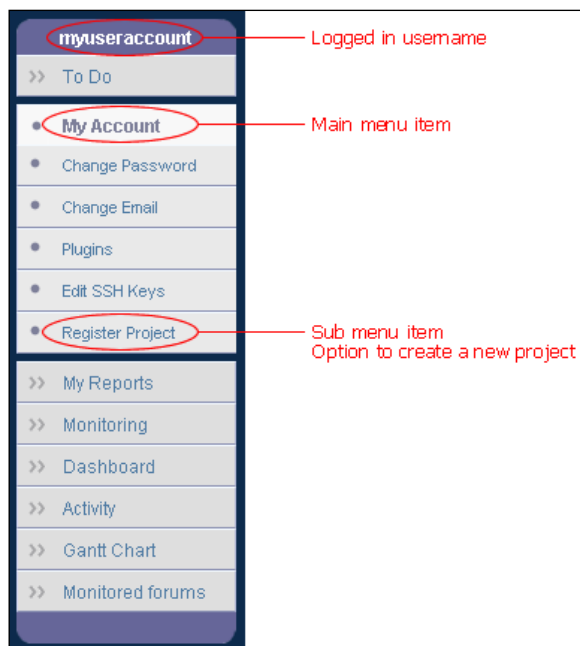 myuseraccount
Logged in username
>> To Do
My Account
Main menu item
Change Password
Change Email
Plugins
Edit SSH Keys
Register Project
Sub menu item
Option to create a new project
>> My Reports
>> Monitoring
>> Dashboard
>> Activity
>> Gantt Chart
>> Monitored forums